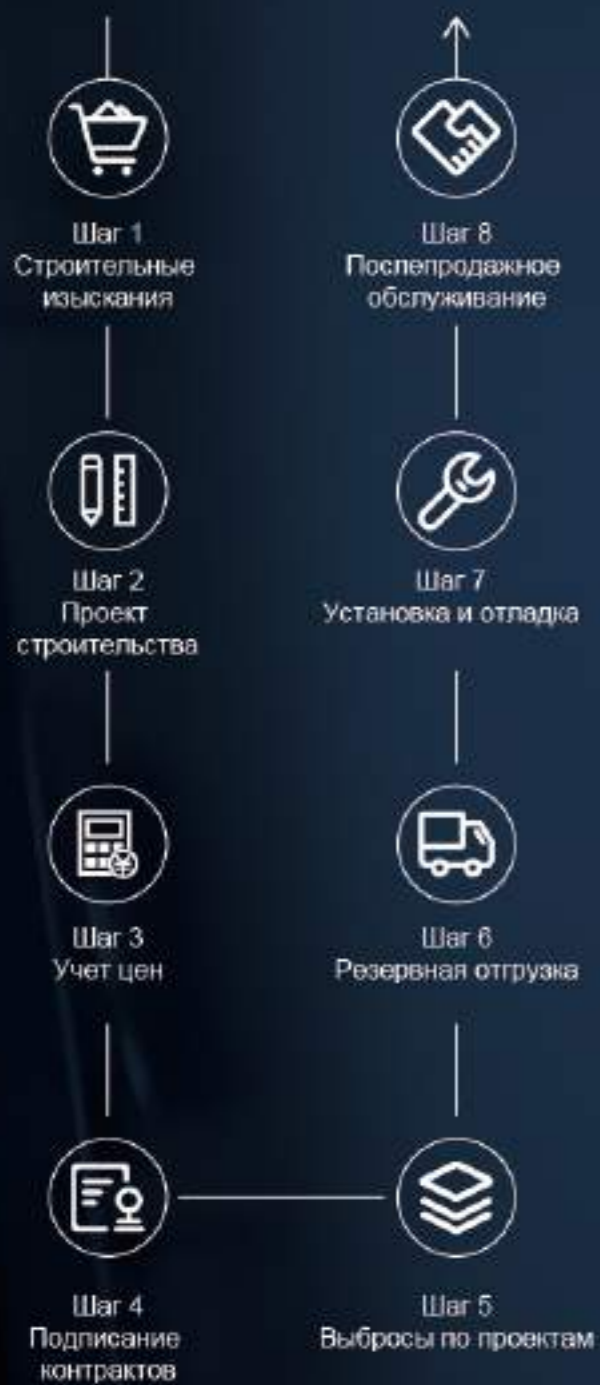 Шаг 1
Строительные
изыскания
Шаг 2
Проект
строительства
Шаг 3
Учет цен
Шаг 4
Подписание
контрактов
Шаг 5
Выбросы по проектам
Шаг 6
Резервная отгрузка
Шаг 7
Установка и отладка
Шаг 8
Послепродажное
обслуживание